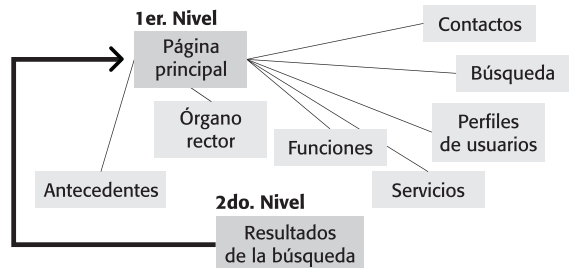 1er. Nivel
Página
principal
Contactos
Búsqueda
Perfiles
de usuarios
Órgano
rector
Funciones
Servicios
Antecedentes
2do. Nivel
Resultados
de la búsqueda